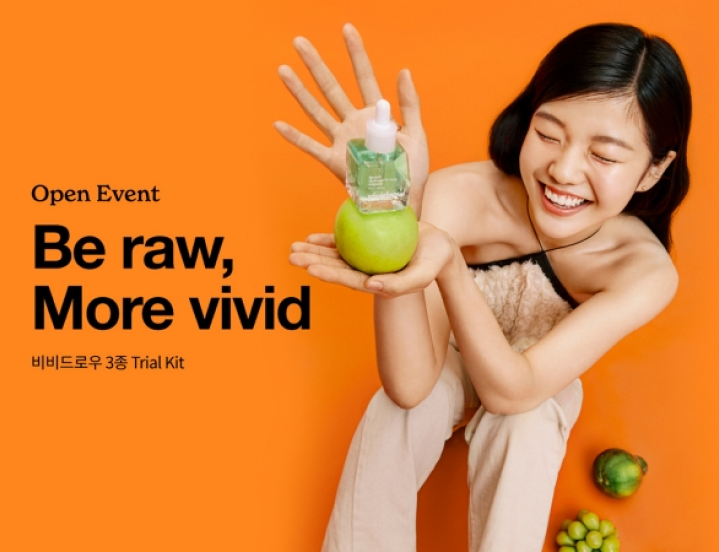 Open Event
Be raw,
More vivid
비비드로우 3종 Trial Kit